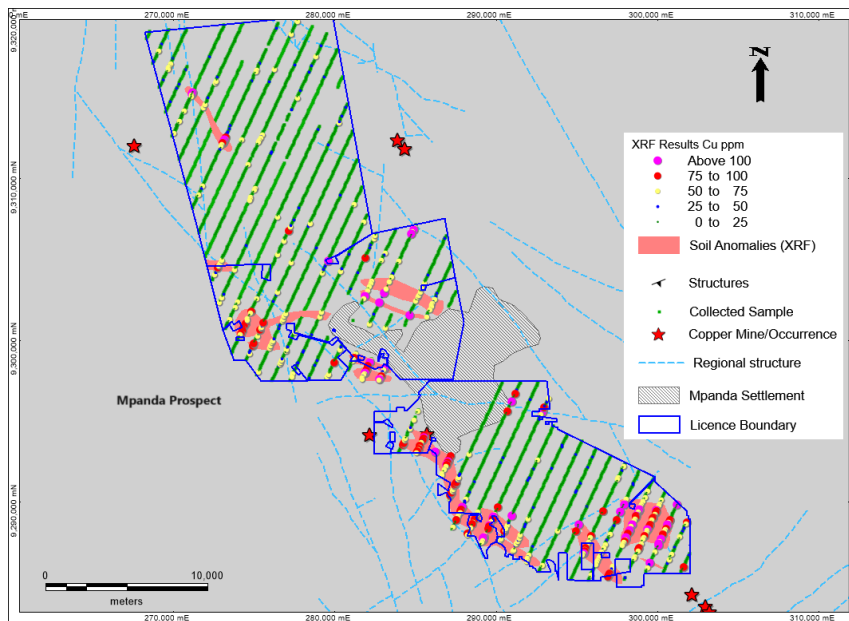 mE 270,000 mE 280,000 mE 290,000 mE 300,000 mE 310,000 mE
9.320.000
9.310.000 mN
9.300.000 mN
9.290.000 mN
N
XRF Results Cu ppm
Above 100
75 to 100
50 to 75
25 to 50
0 to 25
Soil Anomalies (XRF)
Structures
Collected Sample
Copper Mine/Occurrence
Regional structure
Mpanda Settlement
Licence Boundary
Mpanda Prospect
0 10,000
meters
270,000 mE 280,000 mE 290,000 mE 300,000 mE 310,000 mE